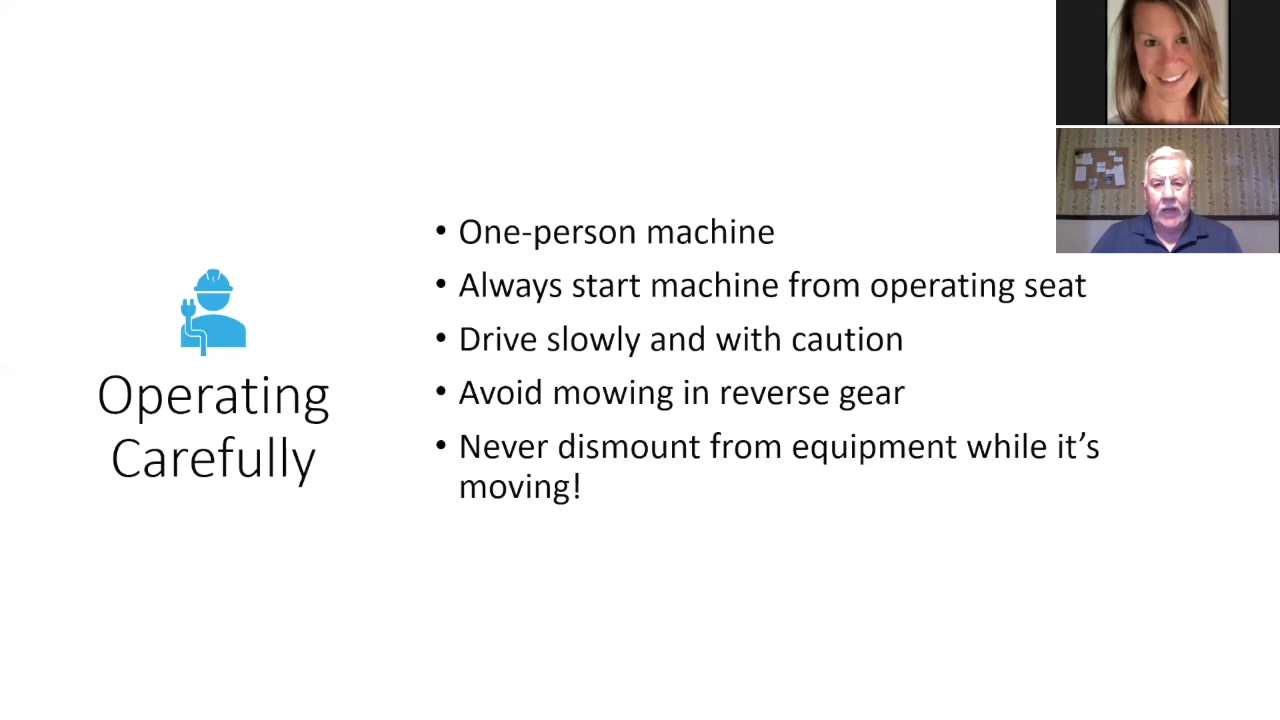 Operating
Carefully
• One-person machine
• Always start machine from operating seat
• Drive slowly and with caution
• Avoid mowing in reverse gear
• Never dismount from equipment while it’s
moving!